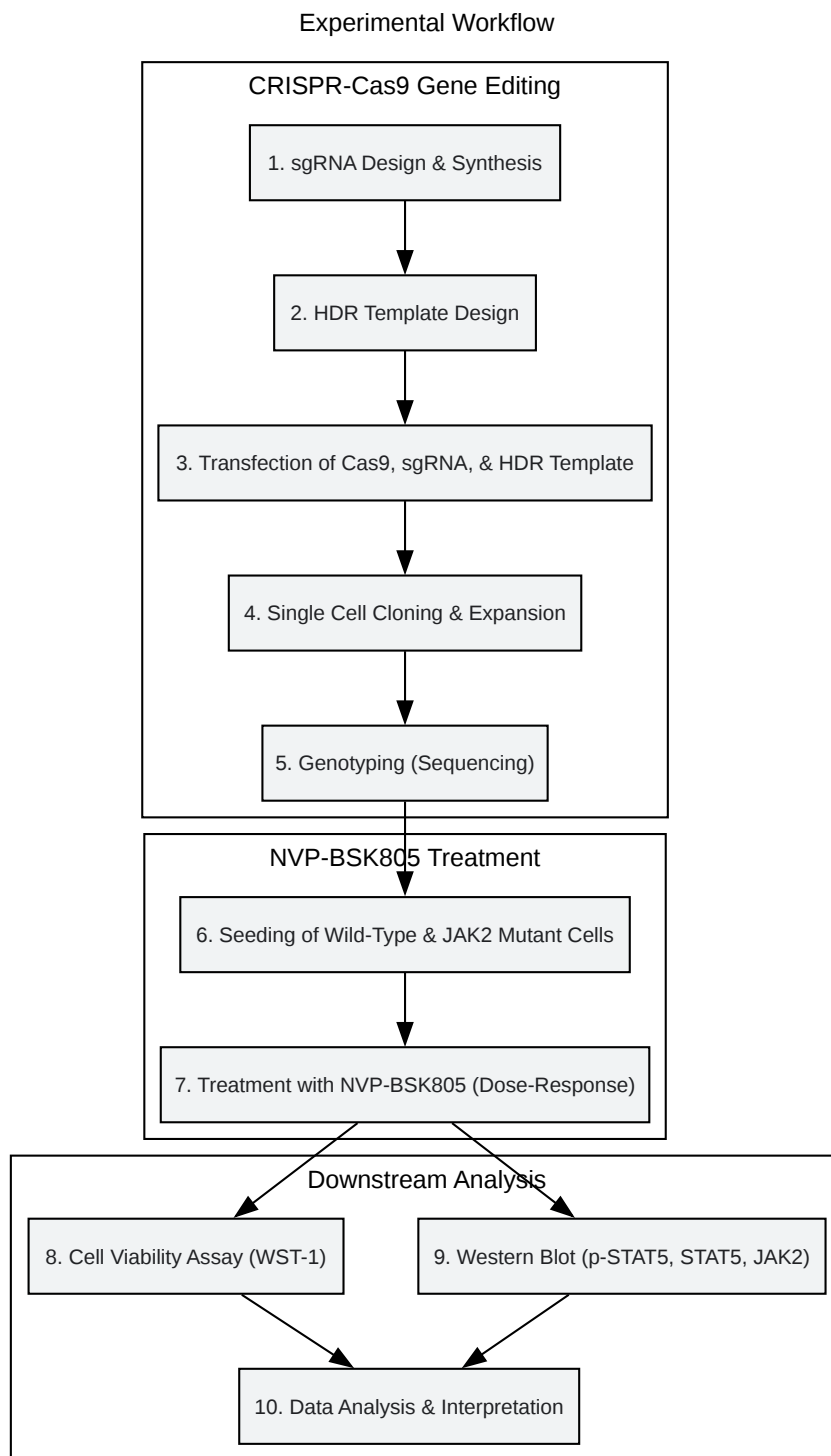 Experimental Workflow
CRISPR-Cas9 Gene Editing
1. sgRNA Design & Synthesis
2. HDR Template Design
3. Transfection of Cas9, sgRNA, & HDR Template
4. Single Cell Cloning & Expansion
5. Genotyping (Sequencing)
NVP-BSK805 Treatment
6. Seeding of Wild-Type & JAK2 Mutant Cells
7. Treatment with NVP-BSK805 (Dose-Response)
Downstream Analysis
8. Cell Viability Assay (WST-1)
9. Western Blot (p-STAT5, STAT5, JAK2)
10. Data Analysis & Interpretation